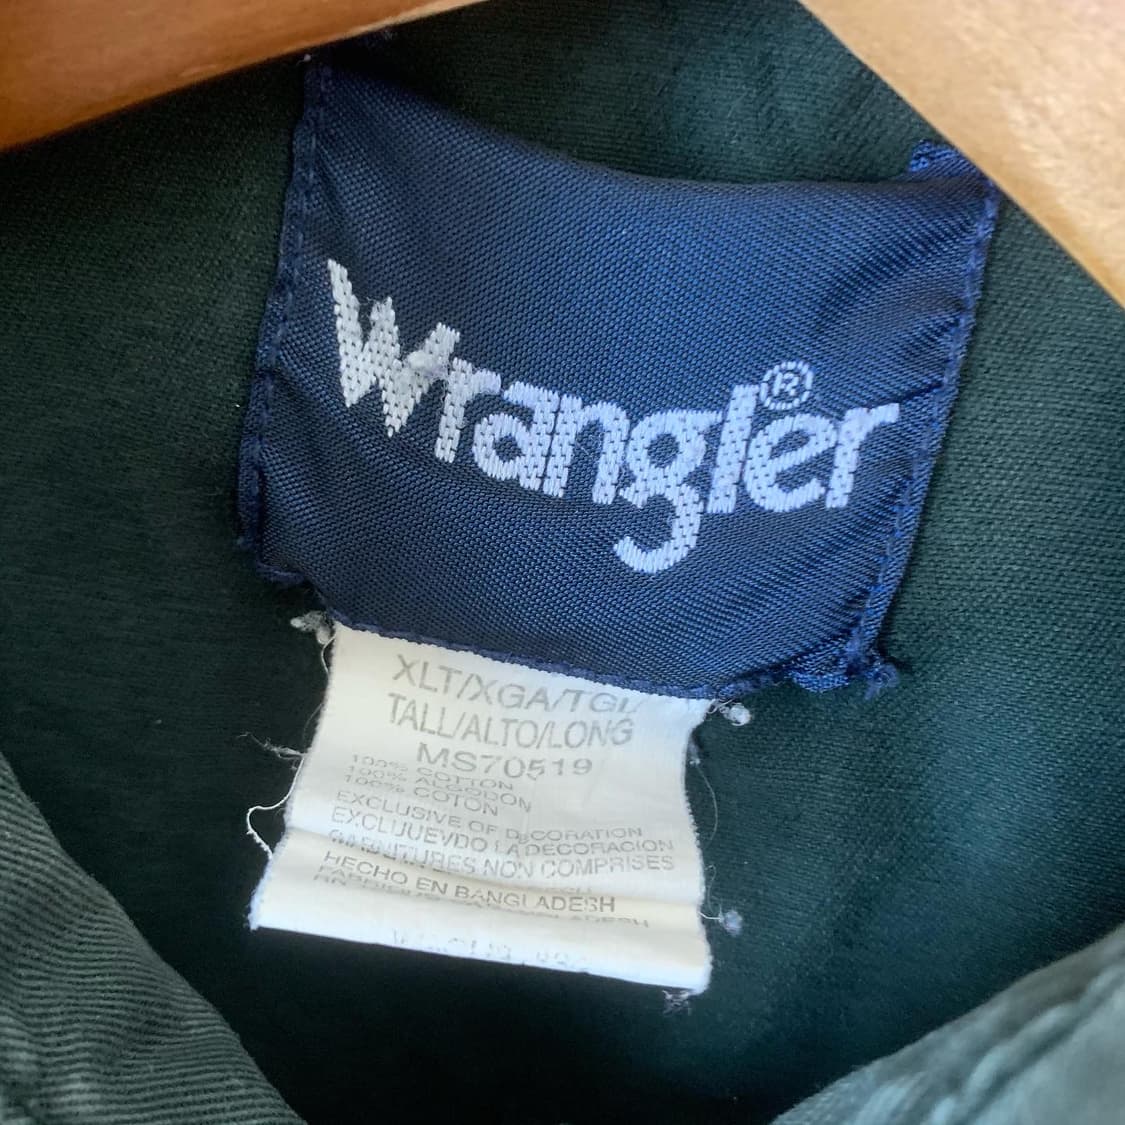 Wrangler®
XLT/XGA/TGL
TALL/ALTO/LONG
MS70519
100% COTTON
100% ALGODON
100% COTON
EXCLUSIVE OF DECORATION
EXCLUUEVDO LA DECORACION
GARNITURES NON COMPRISES
HECHO EN BANGLADESH